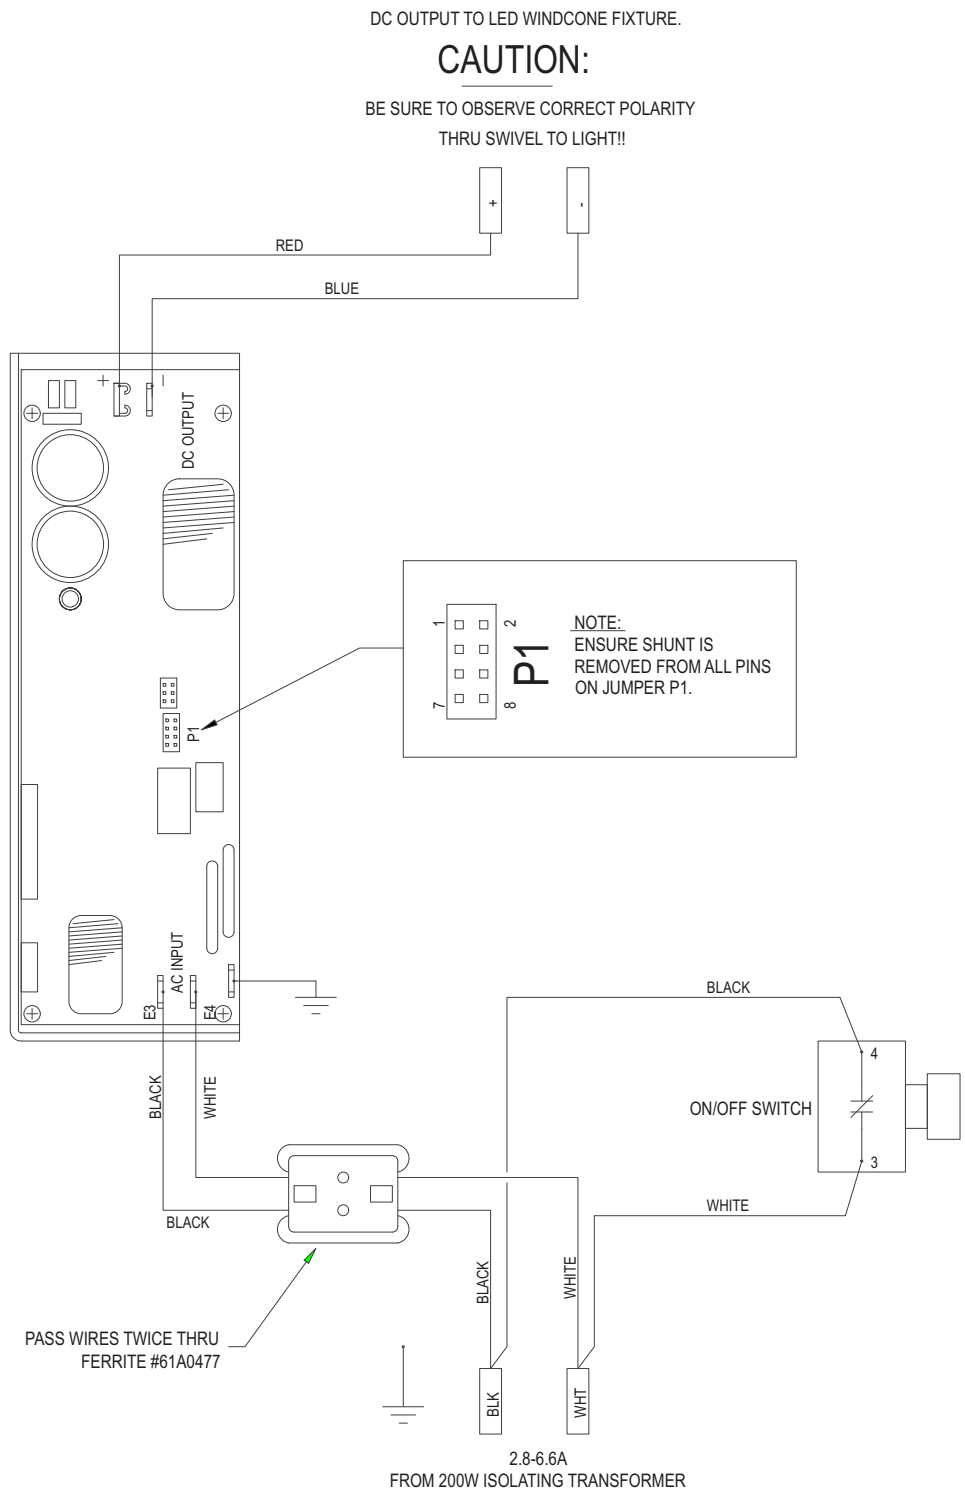 DC OUTPUT TO LED WINDCONE FIXTURE.
CAUTION:
BE SURE TO OBSERVE CORRECT POLARITY
THRU SWIVEL TO LIGHT!!
+
-
RED
BLUE
+
-
DC OUTPUT
1
2
7
8
P1
NOTE:
ENSURE SHUNT IS
REMOVED FROM ALL PINS
ON JUMPER P1.
P1
AC INPUT
E3
E4
BLACK
WHITE
BLACK
4
ON/OFF SWITCH
3
BLACK
WHITE
BLACK
WHITE
PASS WIRES TWICE THRU
FERRITE #61A0477
BLK
WHT
2.8-6.6A
FROM 200W ISOLATING TRANSFORMER